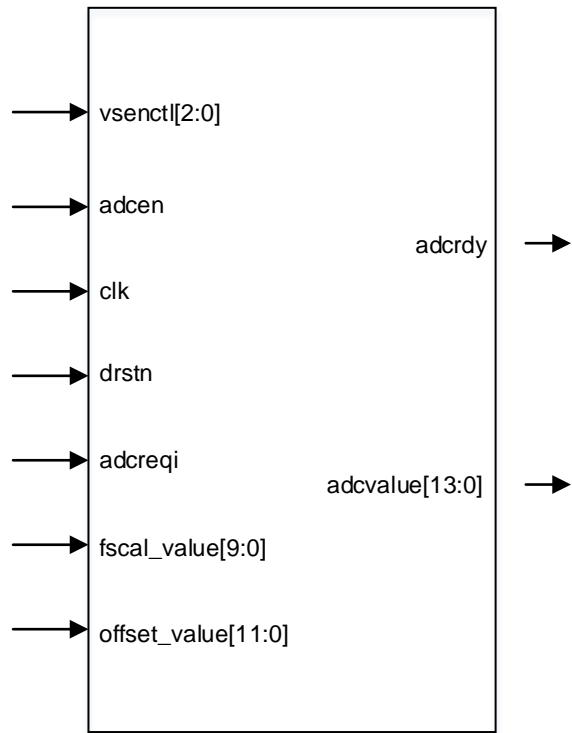 vsenctl[2:0]
adcen
adcrdy
clk
drstn
adcreqi
adcvalue[13:0]
fscal_value[9:0]
offset_value[11:0]